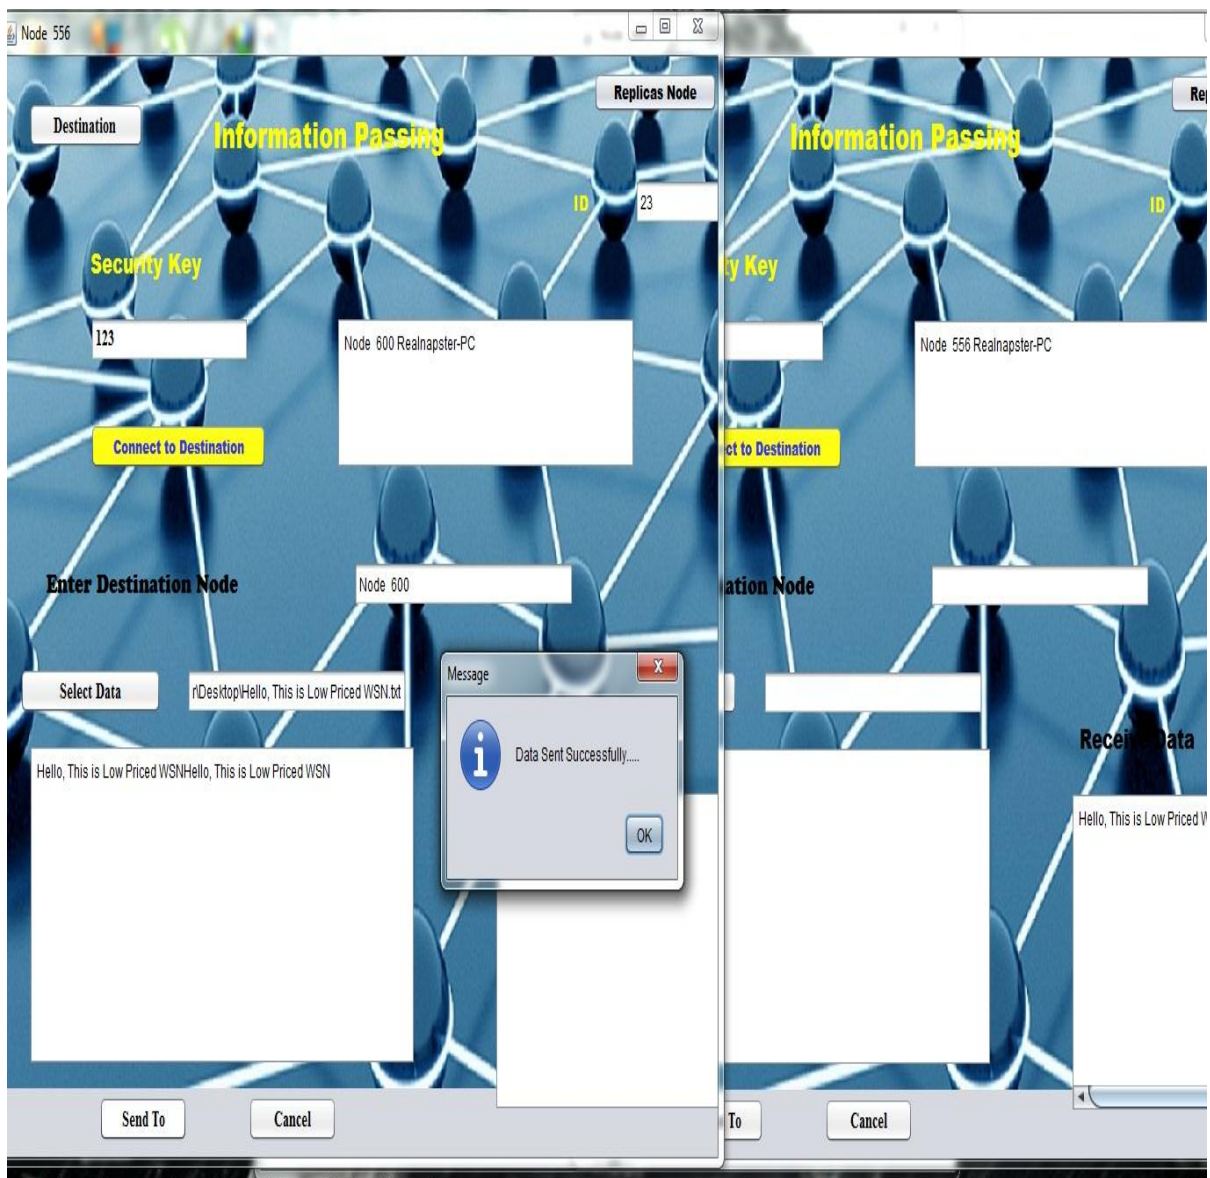 Node 556
Replicas Node
Destination
Information Passing
ID
23
Security Key
123
Node 600 Realnapster-PC
Connect to Destination
Enter Destination Node
Node 600
Select Data
r\Desktop\Hello, This is Low Priced WSN.txt
Hello, This is Low Priced WSNHello, This is Low Priced WSN
Message
X
i
Data Sent Successfully.....
OK
Send To
Cancel
Rep
Information Passing
ID
ty Key
Node 556 Realnapster-PC
ct to Destination
ation Node
Receive Data
Hello, This is Low Priced W
To
Cancel